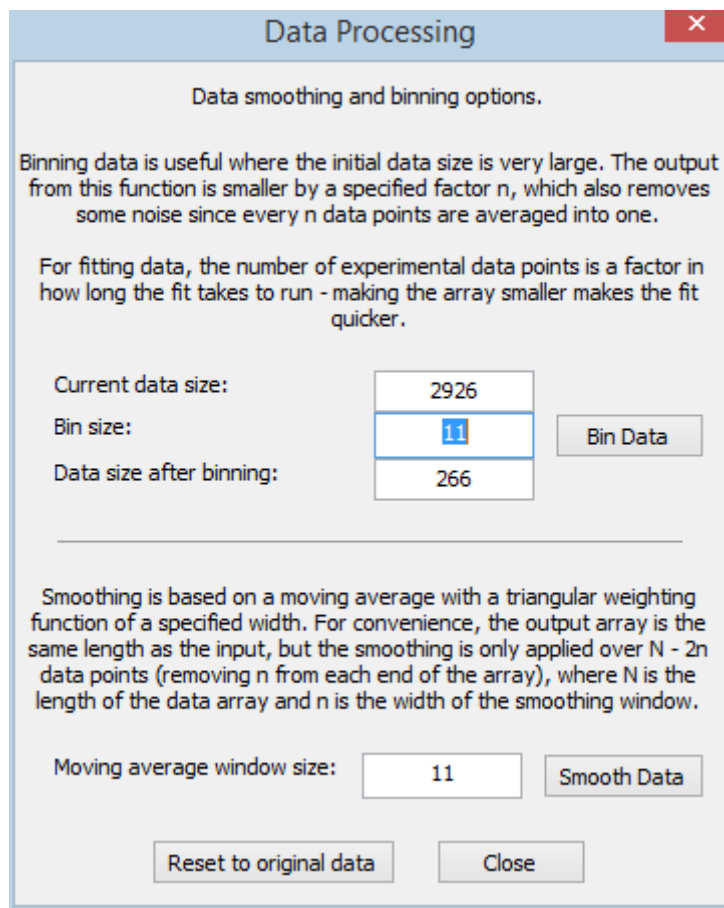 Data Processing
Data smoothing and binning options.
Binning data is useful where the initial data size is very large. The output
from this function is smaller by a specified factor n, which also removes
some noise since every n data points are averaged into one.
For fitting data, the number of experimental data points is a factor in
how long the fit takes to run - making the array smaller makes the fit
quicker.
Current data size: 2926
Bin size: 11 Bin Data
Data size after binning: 266
Smoothing is based on a moving average with a triangular weighting
function of a specified width. For convenience, the output array is the
same length as the input, but the smoothing is only applied over N - 2n
data points (removing n from each end of the array), where N is the
length of the data array and n is the width of the smoothing window.
Moving average window size: 11 Smooth Data
Reset to original data Close